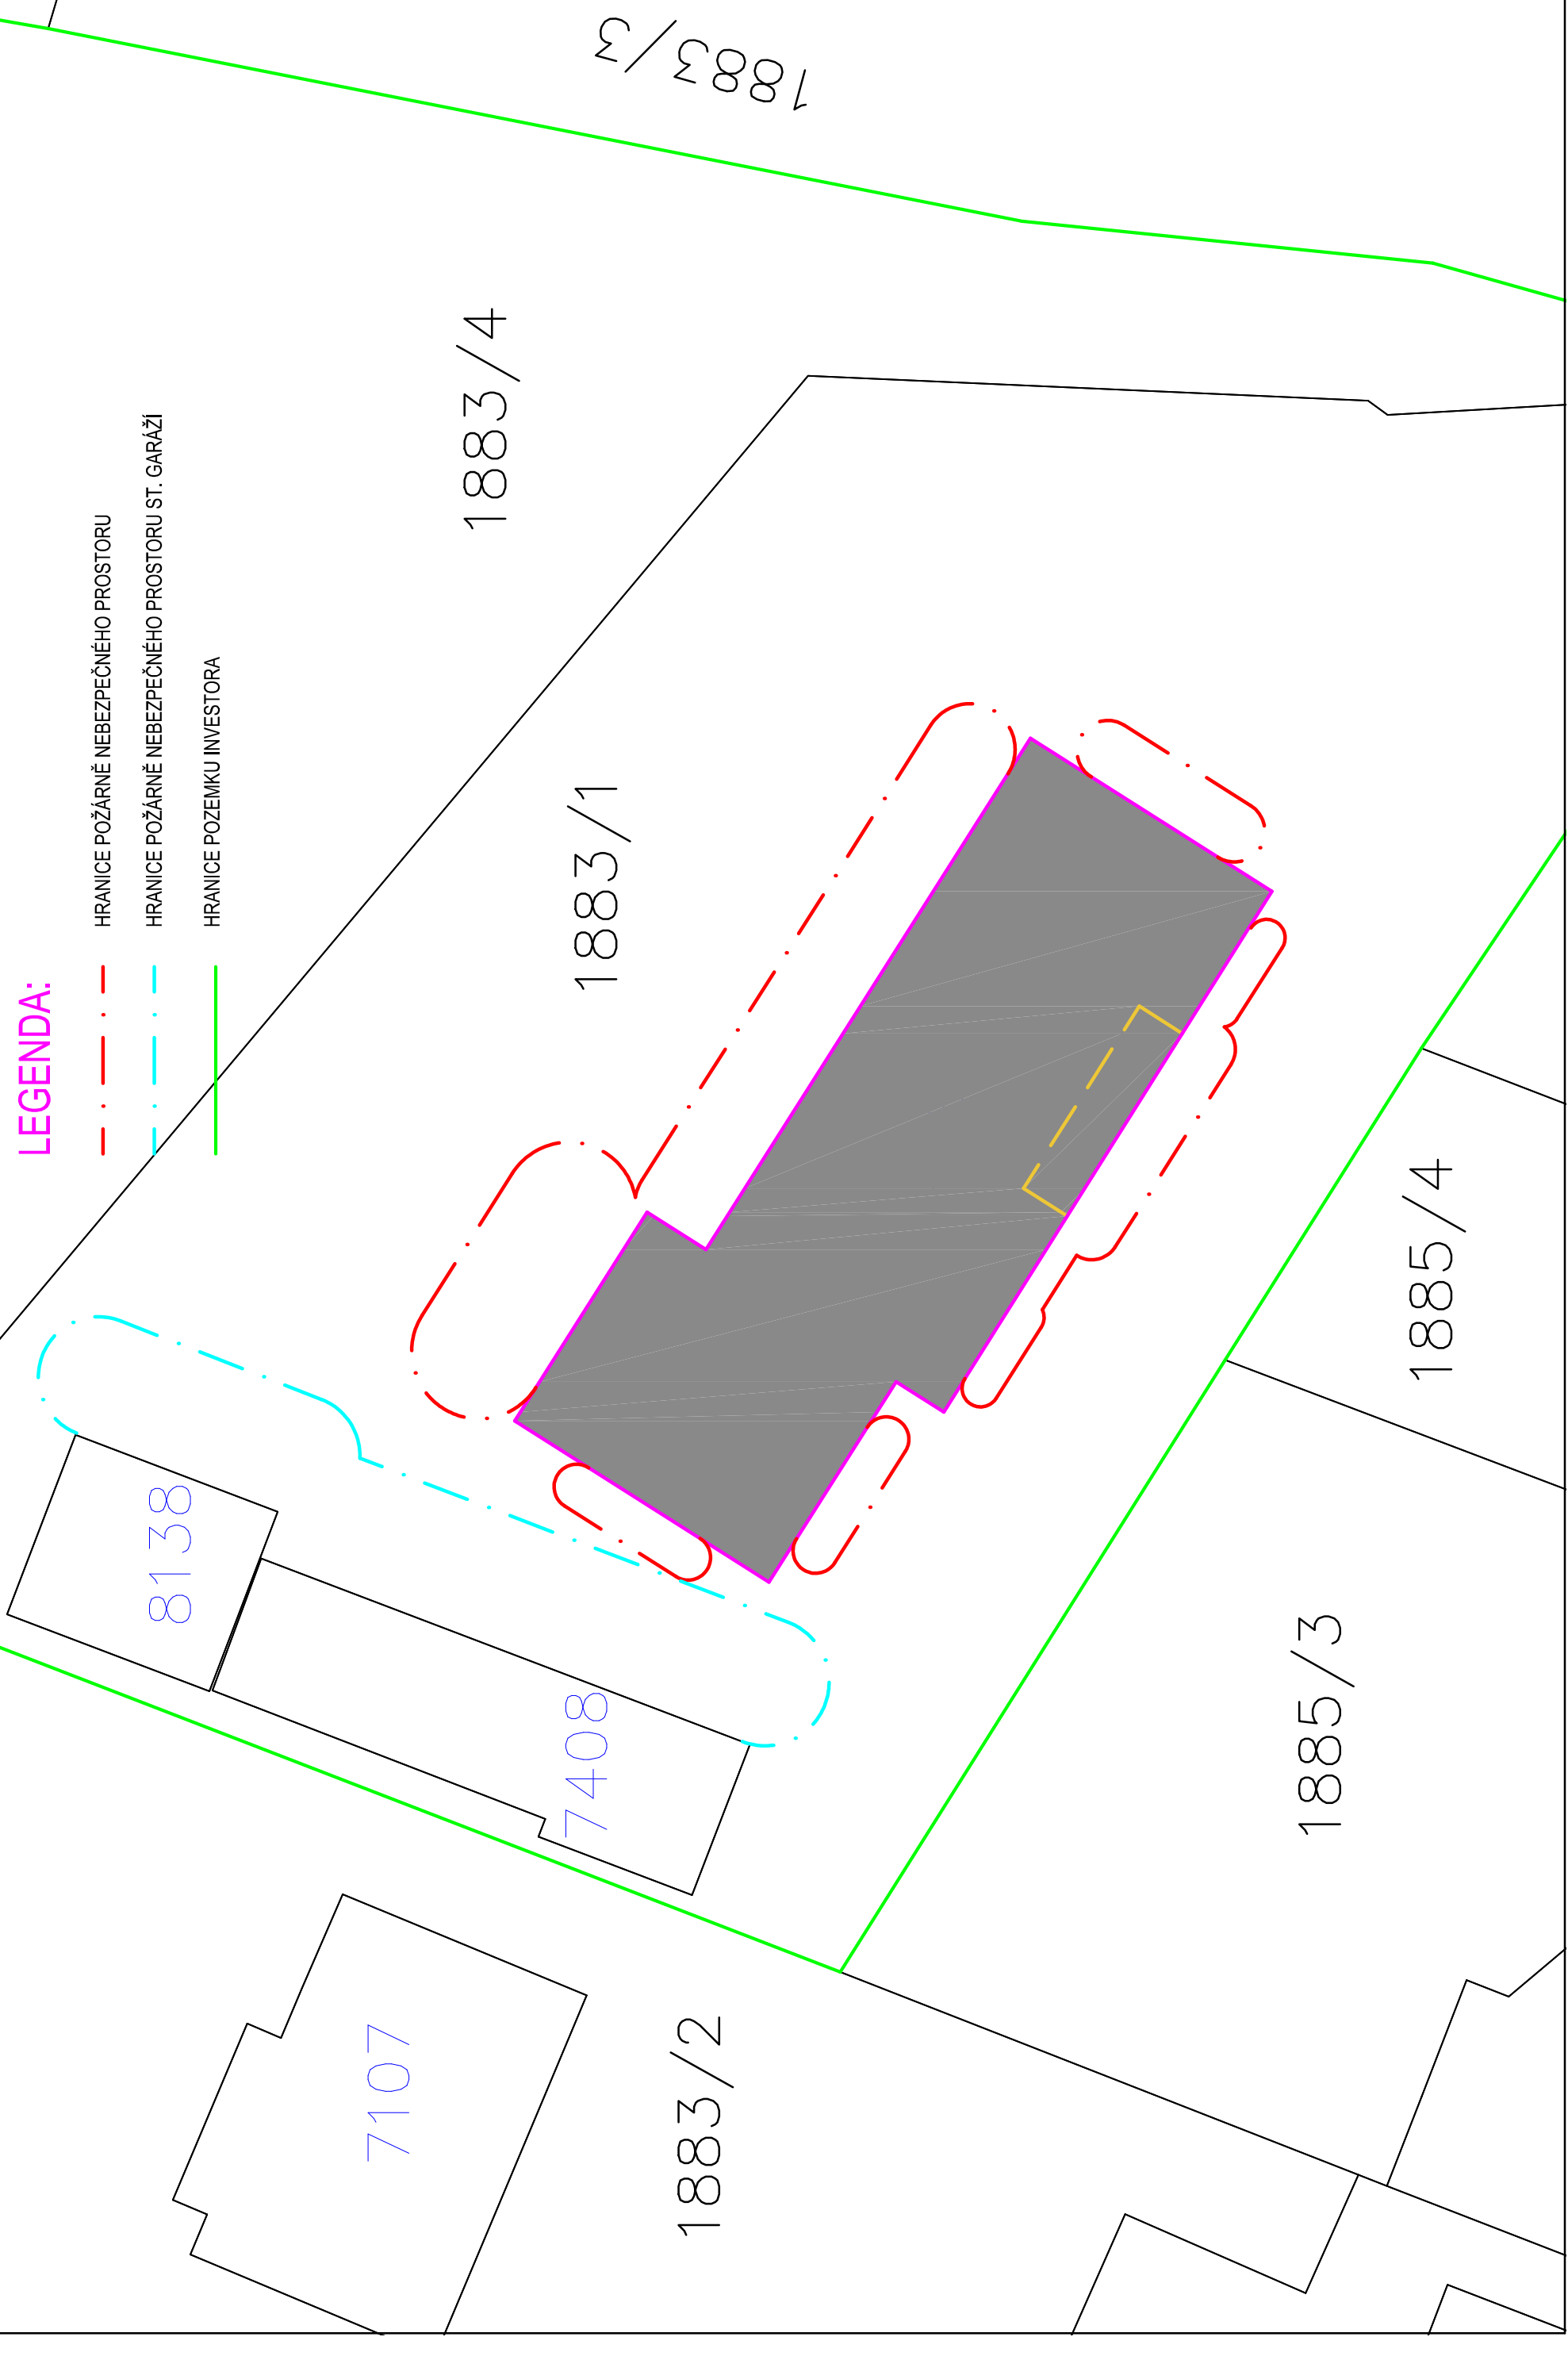 LEGENDA:
HRANICE POŽÁRNĚ NEBEZPEČNÉHO PROSTORU
HRANICE POŽÁRNĚ NEBEZPEČNÉHO PROSTORU ST. GARÁŽÍ
HRANICE POZEMKU INVESTORA
8138
7107
1883/4
7408
1883/1
1883/2
1883/3
1885/3
1885/4